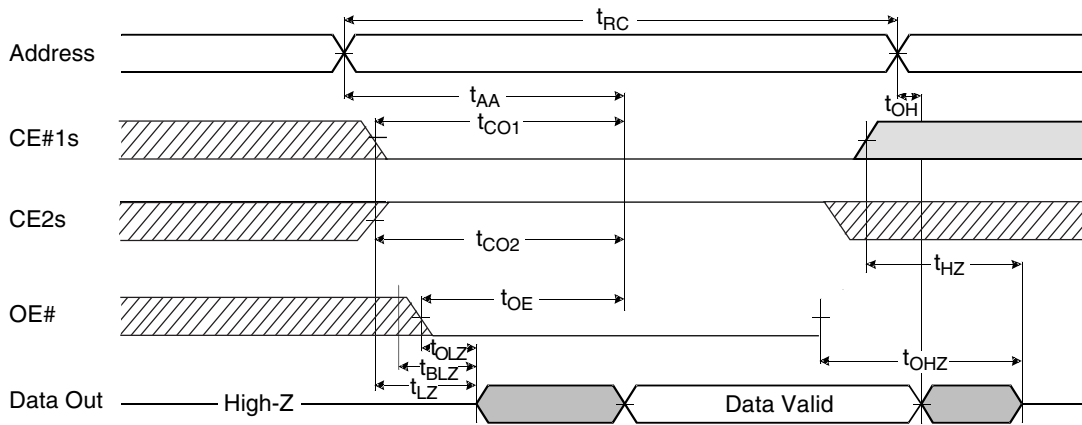 tRC
Address
tAA
tOH
tCO1
CE#1s
CE2s
tCO2
tHZ
tOE
OE#
tOLZ
tOHZ
tBLZ
tLZ
Data Out
High-Z
Data Valid